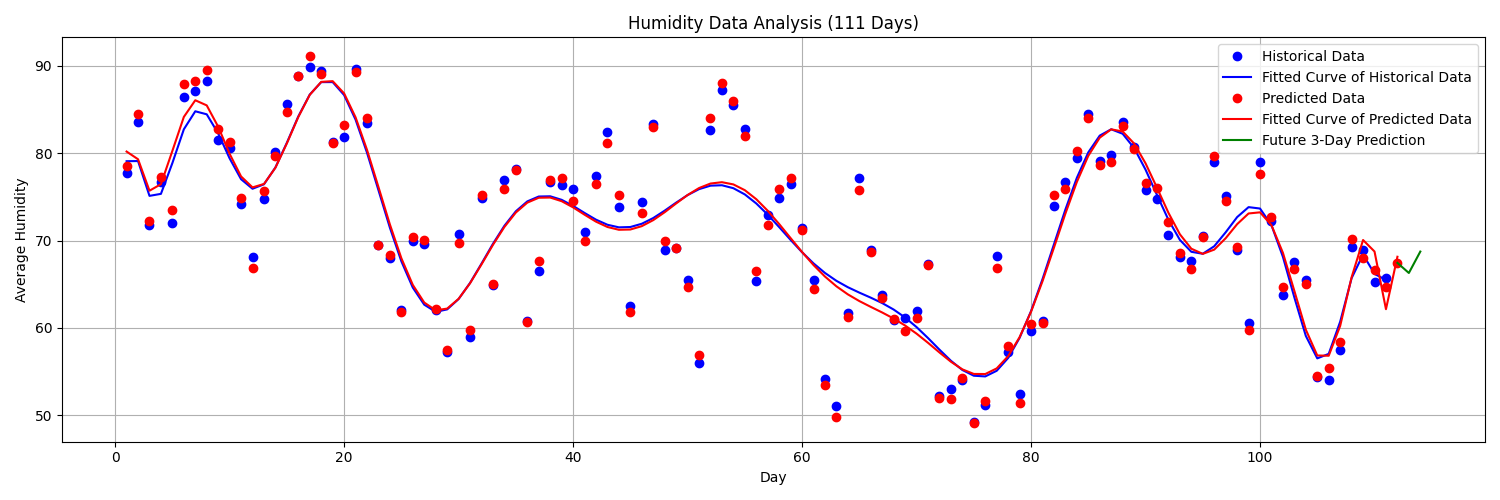 Humidity Data Analysis (111 Days)
Historical Data
Fitted Curve of Historical Data
Predicted Data
Fitted Curve of Predicted Data
Future 3-Day Prediction
Average Humidity
90
80
70
60
50
0 20 40 60 80 100
Day